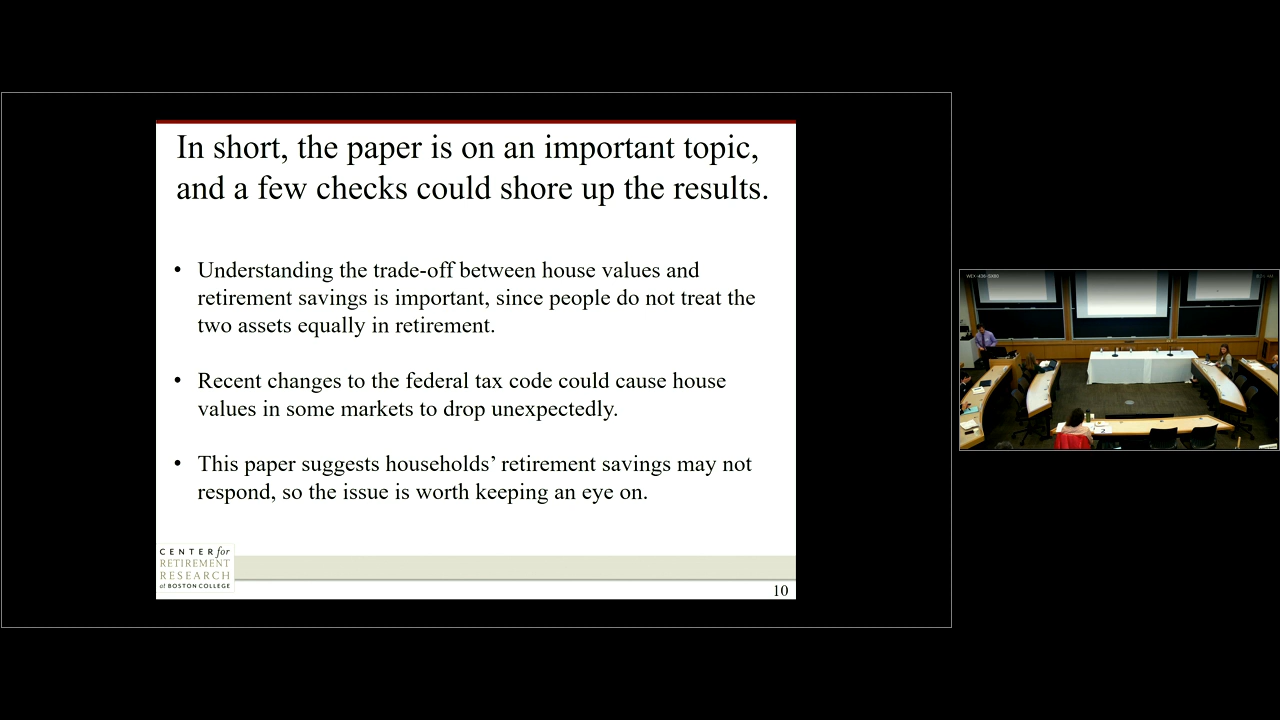 In short, the paper is on an important topic,
and a few checks could shore up the results.
• Understanding the trade-off between house values and
retirement savings is important, since people do not treat the
two assets equally in retirement.
• Recent changes to the federal tax code could cause house
values in some markets to drop unexpectedly.
• This paper suggests households’ retirement savings may not
respond, so the issue is worth keeping an eye on.
CENTER for
RETIREMENT
RESEARCH
at BOSTON COLLEGE
10